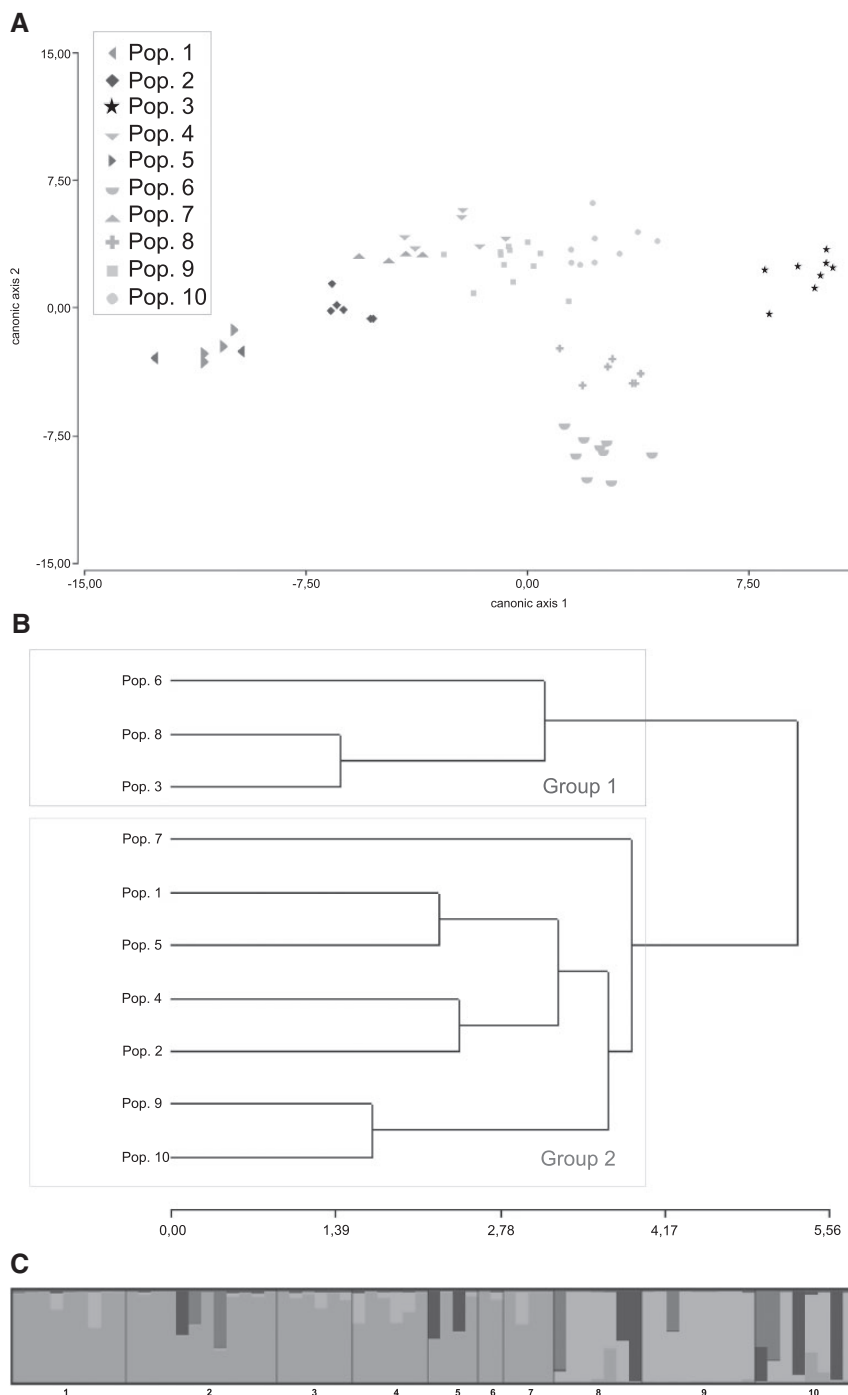 A
15,00
7,50
0,00
-7,50
-15,00
canonic axis 2
Pop. 1
Pop. 2
Pop. 3
Pop. 4
Pop. 5
Pop. 6
Pop. 7
Pop. 8
Pop. 9
Pop. 10
-15,00 -7,50 0,00 7,50
canonic axis 1
B
Pop. 6
Pop. 8
Pop. 3
Group 1
Pop. 7
Pop. 1
Pop. 5
Pop. 4
Pop. 2
Pop. 9
Pop. 10
Group 2
0,00 1,39 2,78 4,17 5,56
C
1 2 3 4 5 6 7 8 9 10